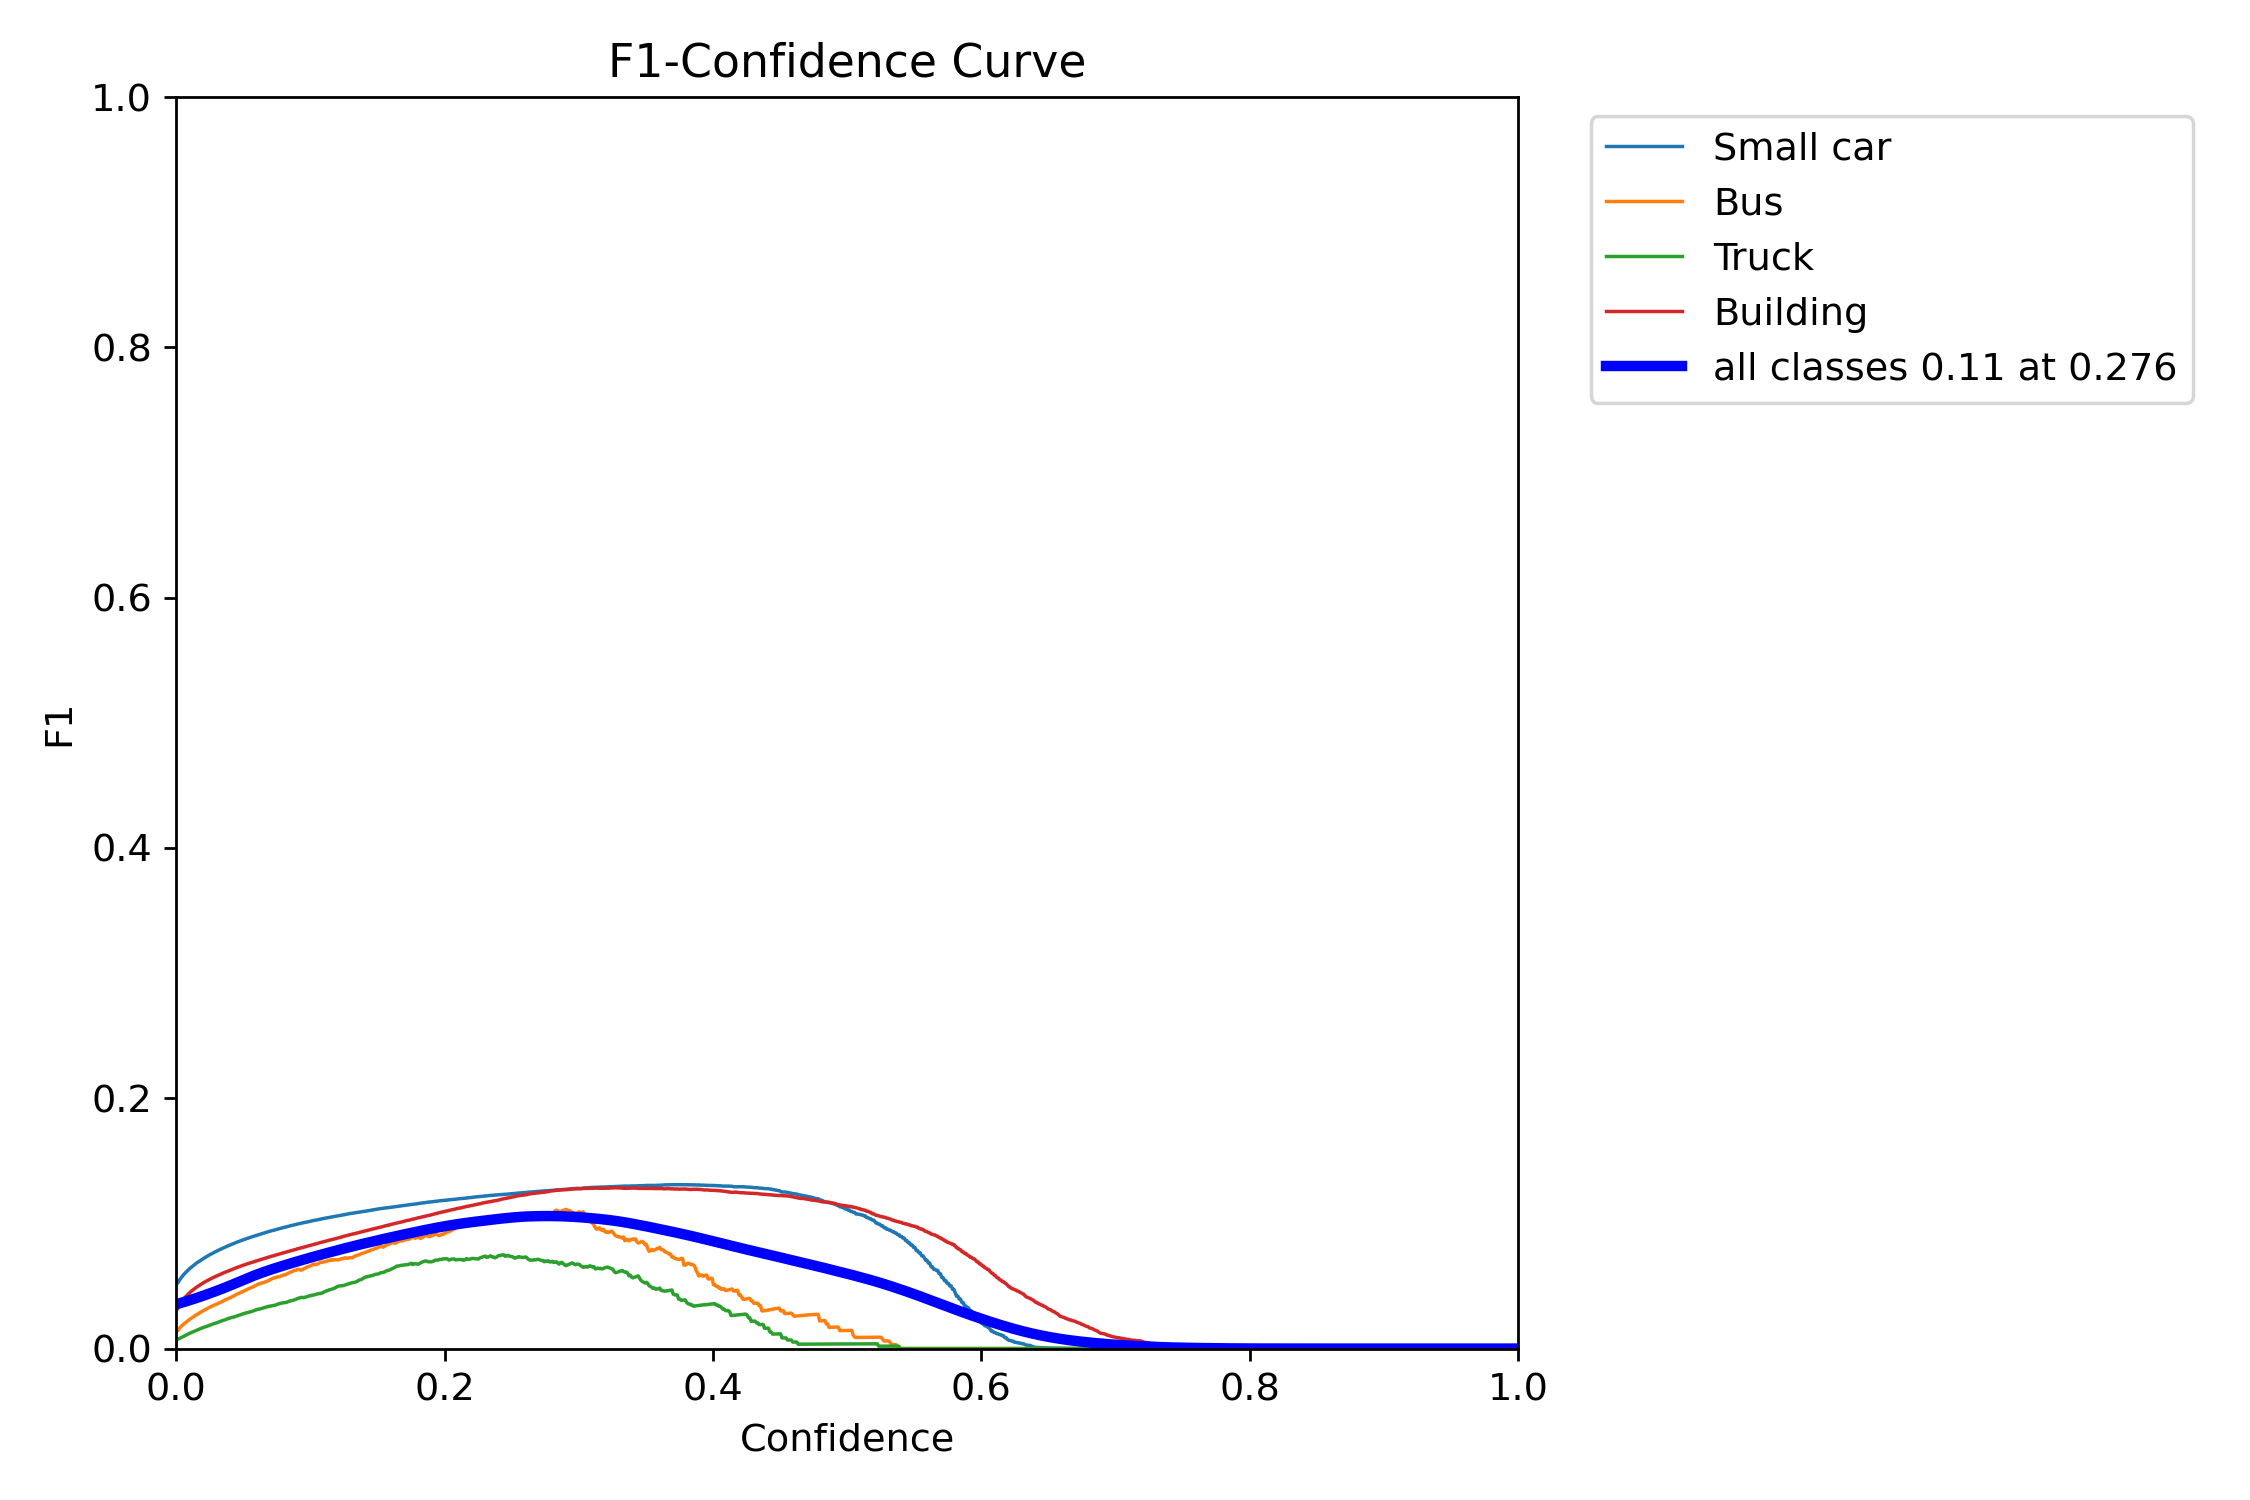 F1-Confidence Curve
1.0
0.8
0.6
0.4
0.2
0.0
F1
0.0 0.2 0.4 0.6 0.8 1.0
Confidence
Small car
Bus
Truck
Building
all classes 0.11 at 0.276